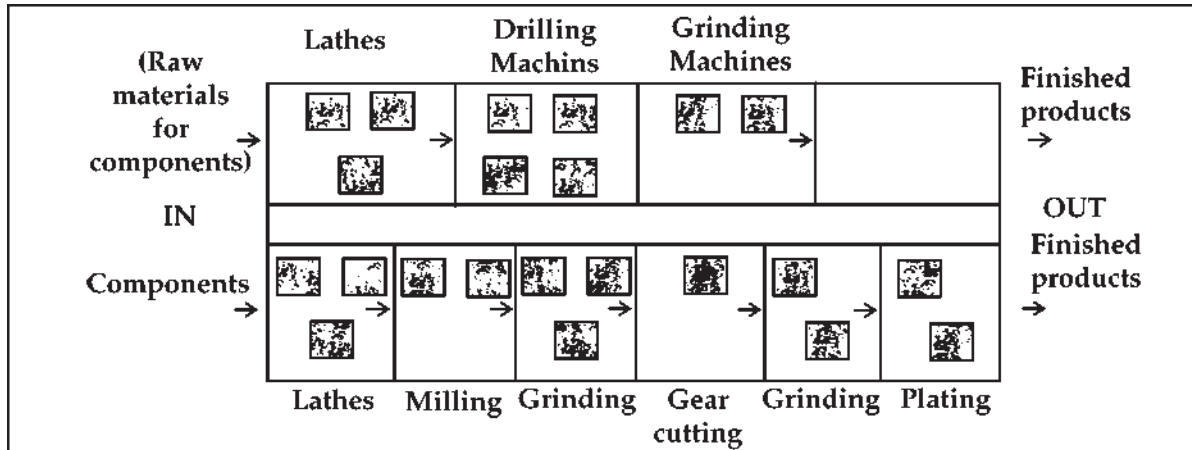 Lathes
Drilling
Machins
Grinding
Machines
(Raw
materials
for
components)
Finished
products
IN
OUT
Components
Finished
products
Lathes
Milling
Grinding
Gear
cutting
Grinding
Plating